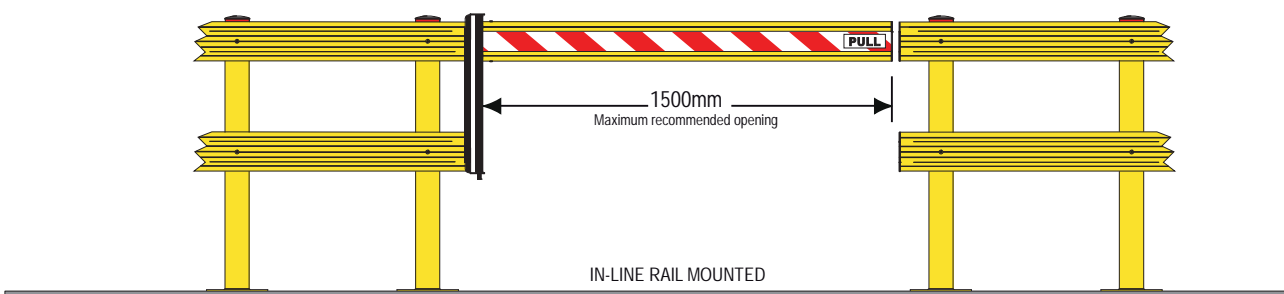 PULL
1500mm
Maximum recommended opening
IN-LINE RAIL MOUNTED